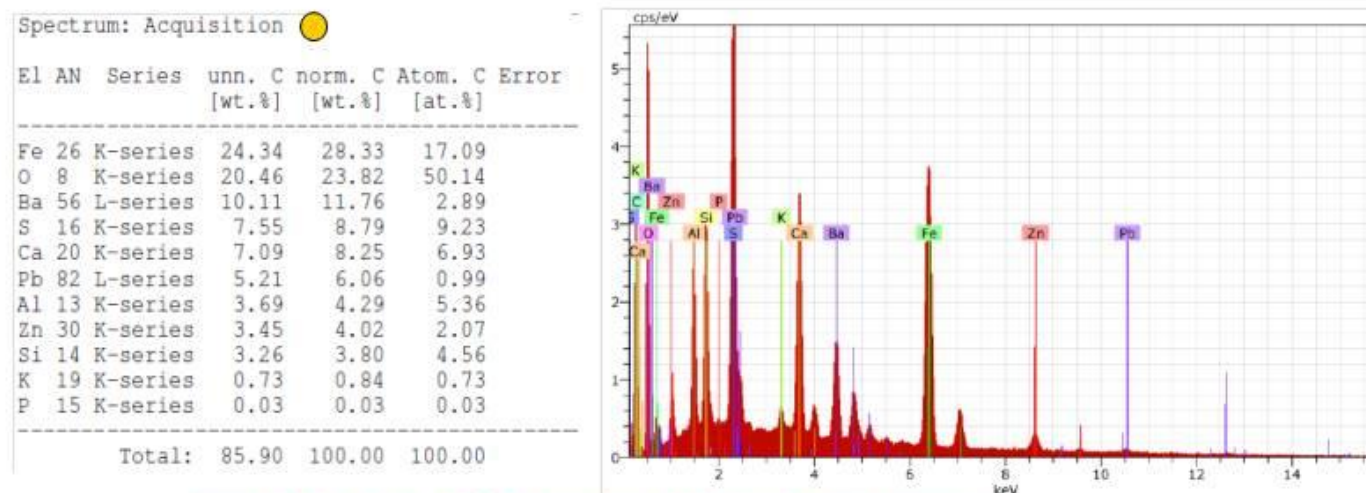 Spectrum: Acquisition
El AN Series unn. C norm. C Atom. C Error
[wt.%] [wt.%] [at.%]
Fe 26 K-series 24.34 28.33 17.09
O 8 K-series 20.46 23.82 50.14
Ba 56 L-series 10.11 11.76 2.89
S 16 K-series 7.55 8.79 9.23
Ca 20 K-series 7.09 8.25 6.93
Pb 82 L-series 5.21 6.06 0.99
Al 13 K-series 3.69 4.29 5.36
Zn 30 K-series 3.45 4.02 2.07
Si 14 K-series 3.26 3.80 4.56
K 19 K-series 0.73 0.84 0.73
P 15 K-series 0.03 0.03 0.03
Total: 85.90 100.00 100.00
cps/eV
5
4
3
2
1
0
K
Ba
C Zn P
S Fe Si Pb K
O Al S Ca Ba Fe Zn Pb
Ca
2 4 6 8 10 12 14
keV